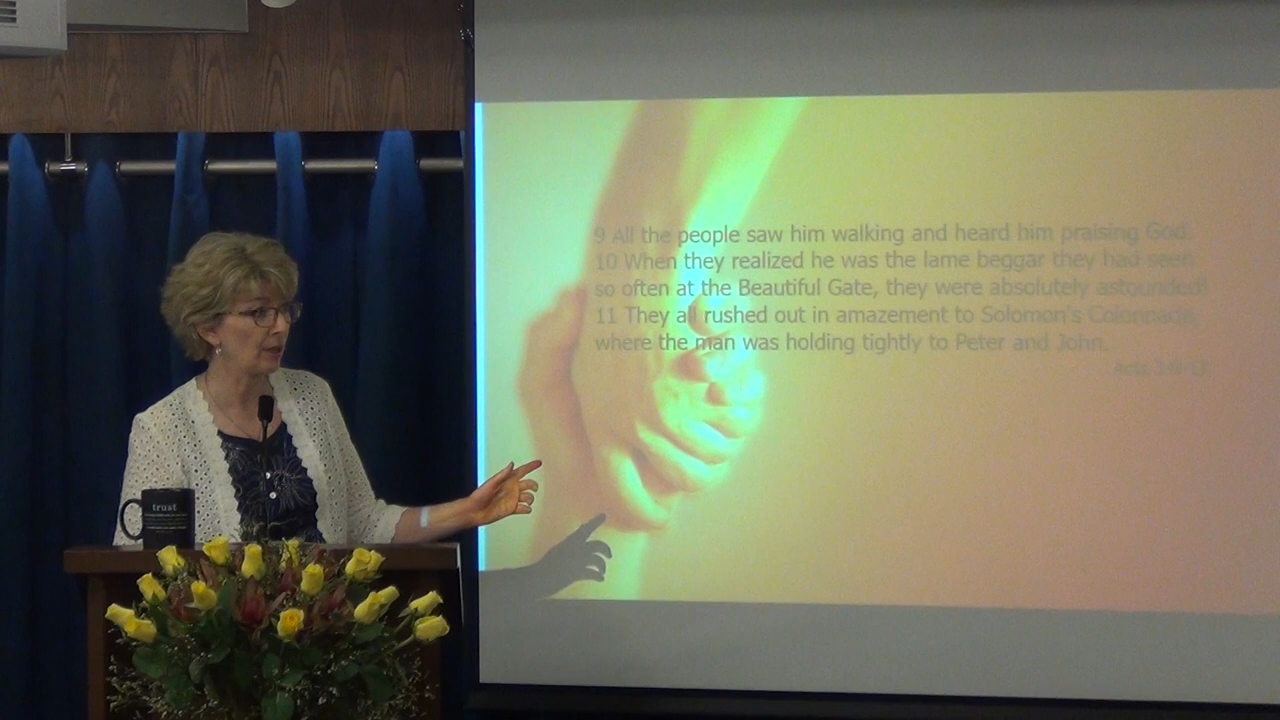 trust
9 All the people saw him walking and heard him praising God.
10 When they realized he was the lame beggar they had seen
so often at the Beautiful Gate, they were absolutely astounded!
11 They all rushed out in amazement to Solomon's Colonnade,
where the man was holding tightly to Peter and John.
Acts